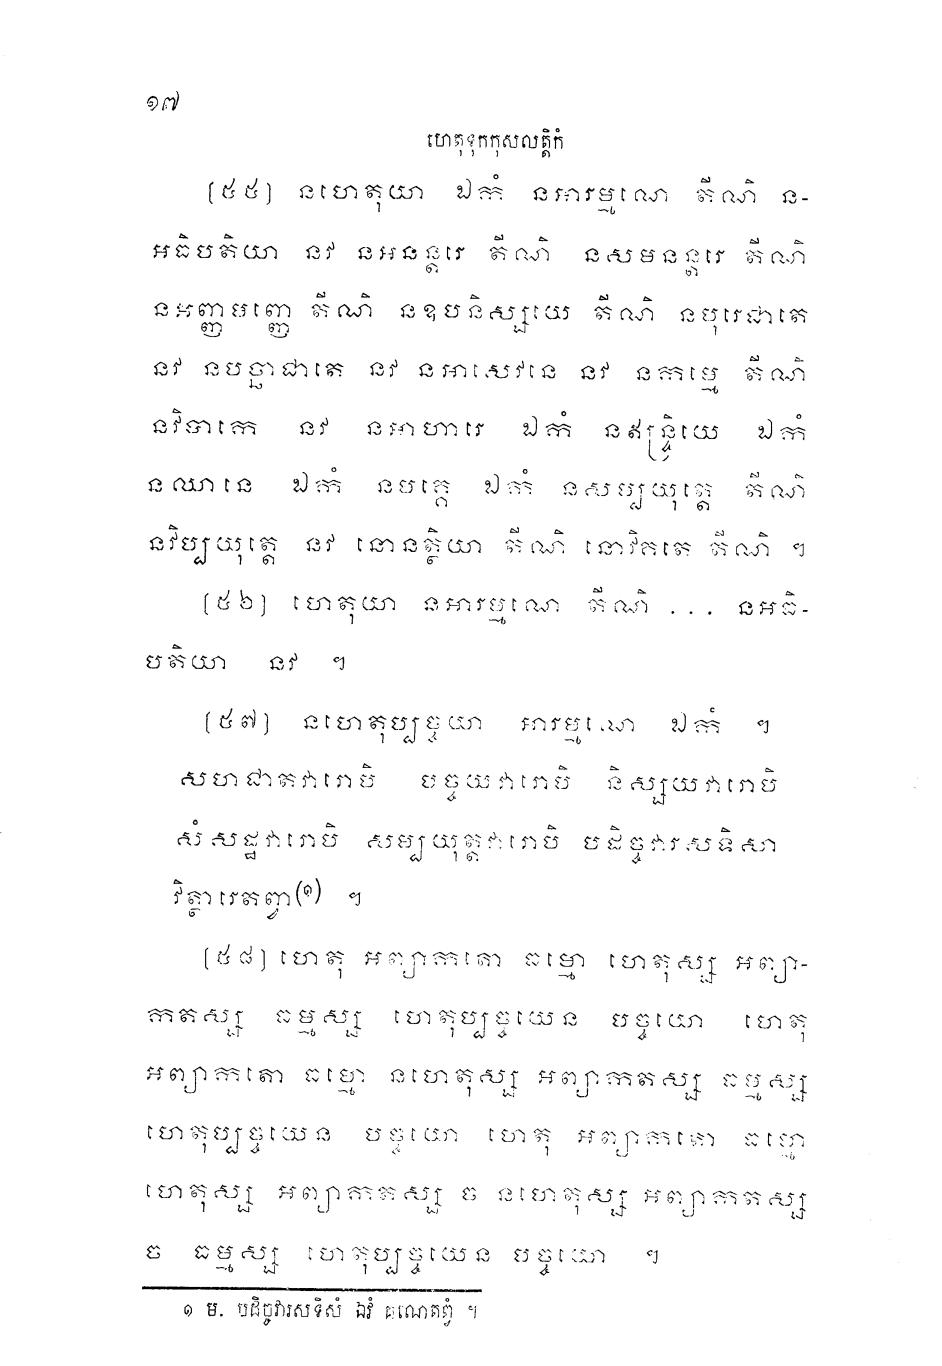 ១៧
ហេតុទុកកុសលត្តិកំ
[៥៥] នហេតុយា ឯកំ នអារម្មណេ តីណិ ន-
អធិបតិយា នវ នអនន្តរេ តីណិ នសមនន្តរេ តីណិ
នអញ្ញមញ្ញេ តីណិ នឧបនិស្សយេ តីណិ នបុរេជាតេ
នវ នបច្ឆាជាតេ នវ នអាសេវនេ នវ នកម្មេ តីណិ
នវិបាកេ នវ នអាហារេ ឯកំ នឥន្ទ្រិយេ ឯកំ
នឈានេ ឯកំ នមគ្គេ ឯកំ នសម្បយុត្តេ តីណិ
នវិប្បយុត្តេ នវ នោនត្ថិយា តីណិ នោវិគតេ តីណិ ។
[៥៦] ហេតុយា នអារម្មណេ តីណិ ... នអធិ-
បតិយា នវ ។
[៥៧] នហេតុប្បច្ចយា អារម្មណេ ឯកំ ។
សហជាតវារោបិ បច្ចយវារោបិ និស្សយវារោបិ
សំសដ្ឋវារោបិ សម្បយុត្តវារោបិ បដិច្ចវារសទិសា
វិត្ថារេតព្វា(១) ។
[៥៨] ហេតុ អព្យាកតោ ធម្មោ ហេតុស្ស អព្យា-
កតស្ស ធម្មស្ស ហេតុប្បច្ចយេន បច្ចយោ ហេតុ
អព្យាកតោ ធម្មោ នហេតុស្ស អព្យាកតស្ស ធម្មស្ស
ហេតុប្បច្ចយេន បច្ចយោ ហេតុ អព្យាកតោ ធម្មោ
ហេតុស្ស អព្យាកតស្ស ច នហេតុស្ស អព្យាកតស្ស
ច ធម្មស្ស ហេតុប្បច្ចយេន បច្ចយោ ។
១ ម. បដិច្ចវារសទិសំ ឯវំ គណេតព្វំ ។